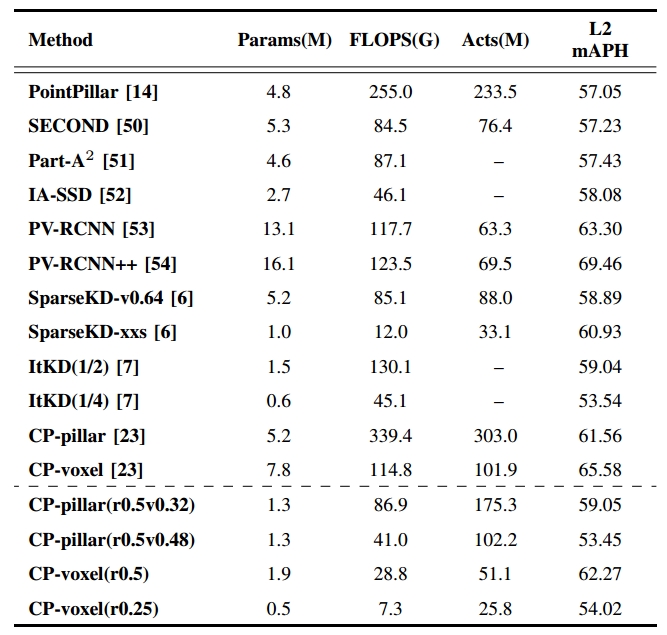 Method Params(M) FLOPS(G) Acts(M) L2 mAPH
PointPillar [14] 4.8 255.0 233.5 57.05
SECOND [50] 5.3 84.5 76.4 57.23
Part-A² [51] 4.6 87.1 – 57.43
IA-SSD [52] 2.7 46.1 – 58.08
PV-RCNN [53] 13.1 117.7 63.3 63.30
PV-RCNN++ [54] 16.1 123.5 69.5 69.46
SparseKD-v0.64 [6] 5.2 85.1 88.0 58.89
SparseKD-xxs [6] 1.0 12.0 33.1 60.93
ItKD(1/2) [7] 1.5 130.1 – 59.04
ItKD(1/4) [7] 0.6 45.1 – 53.54
CP-pillar [23] 5.2 339.4 303.0 61.56
CP-voxel [23] 7.8 114.8 101.9 65.58
CP-pillar(r0.5v0.32) 1.3 86.9 175.3 59.05
CP-pillar(r0.5v0.48) 1.3 41.0 102.2 53.45
CP-voxel(r0.5) 1.9 28.8 51.1 62.27
CP-voxel(r0.25) 0.5 7.3 25.8 54.02